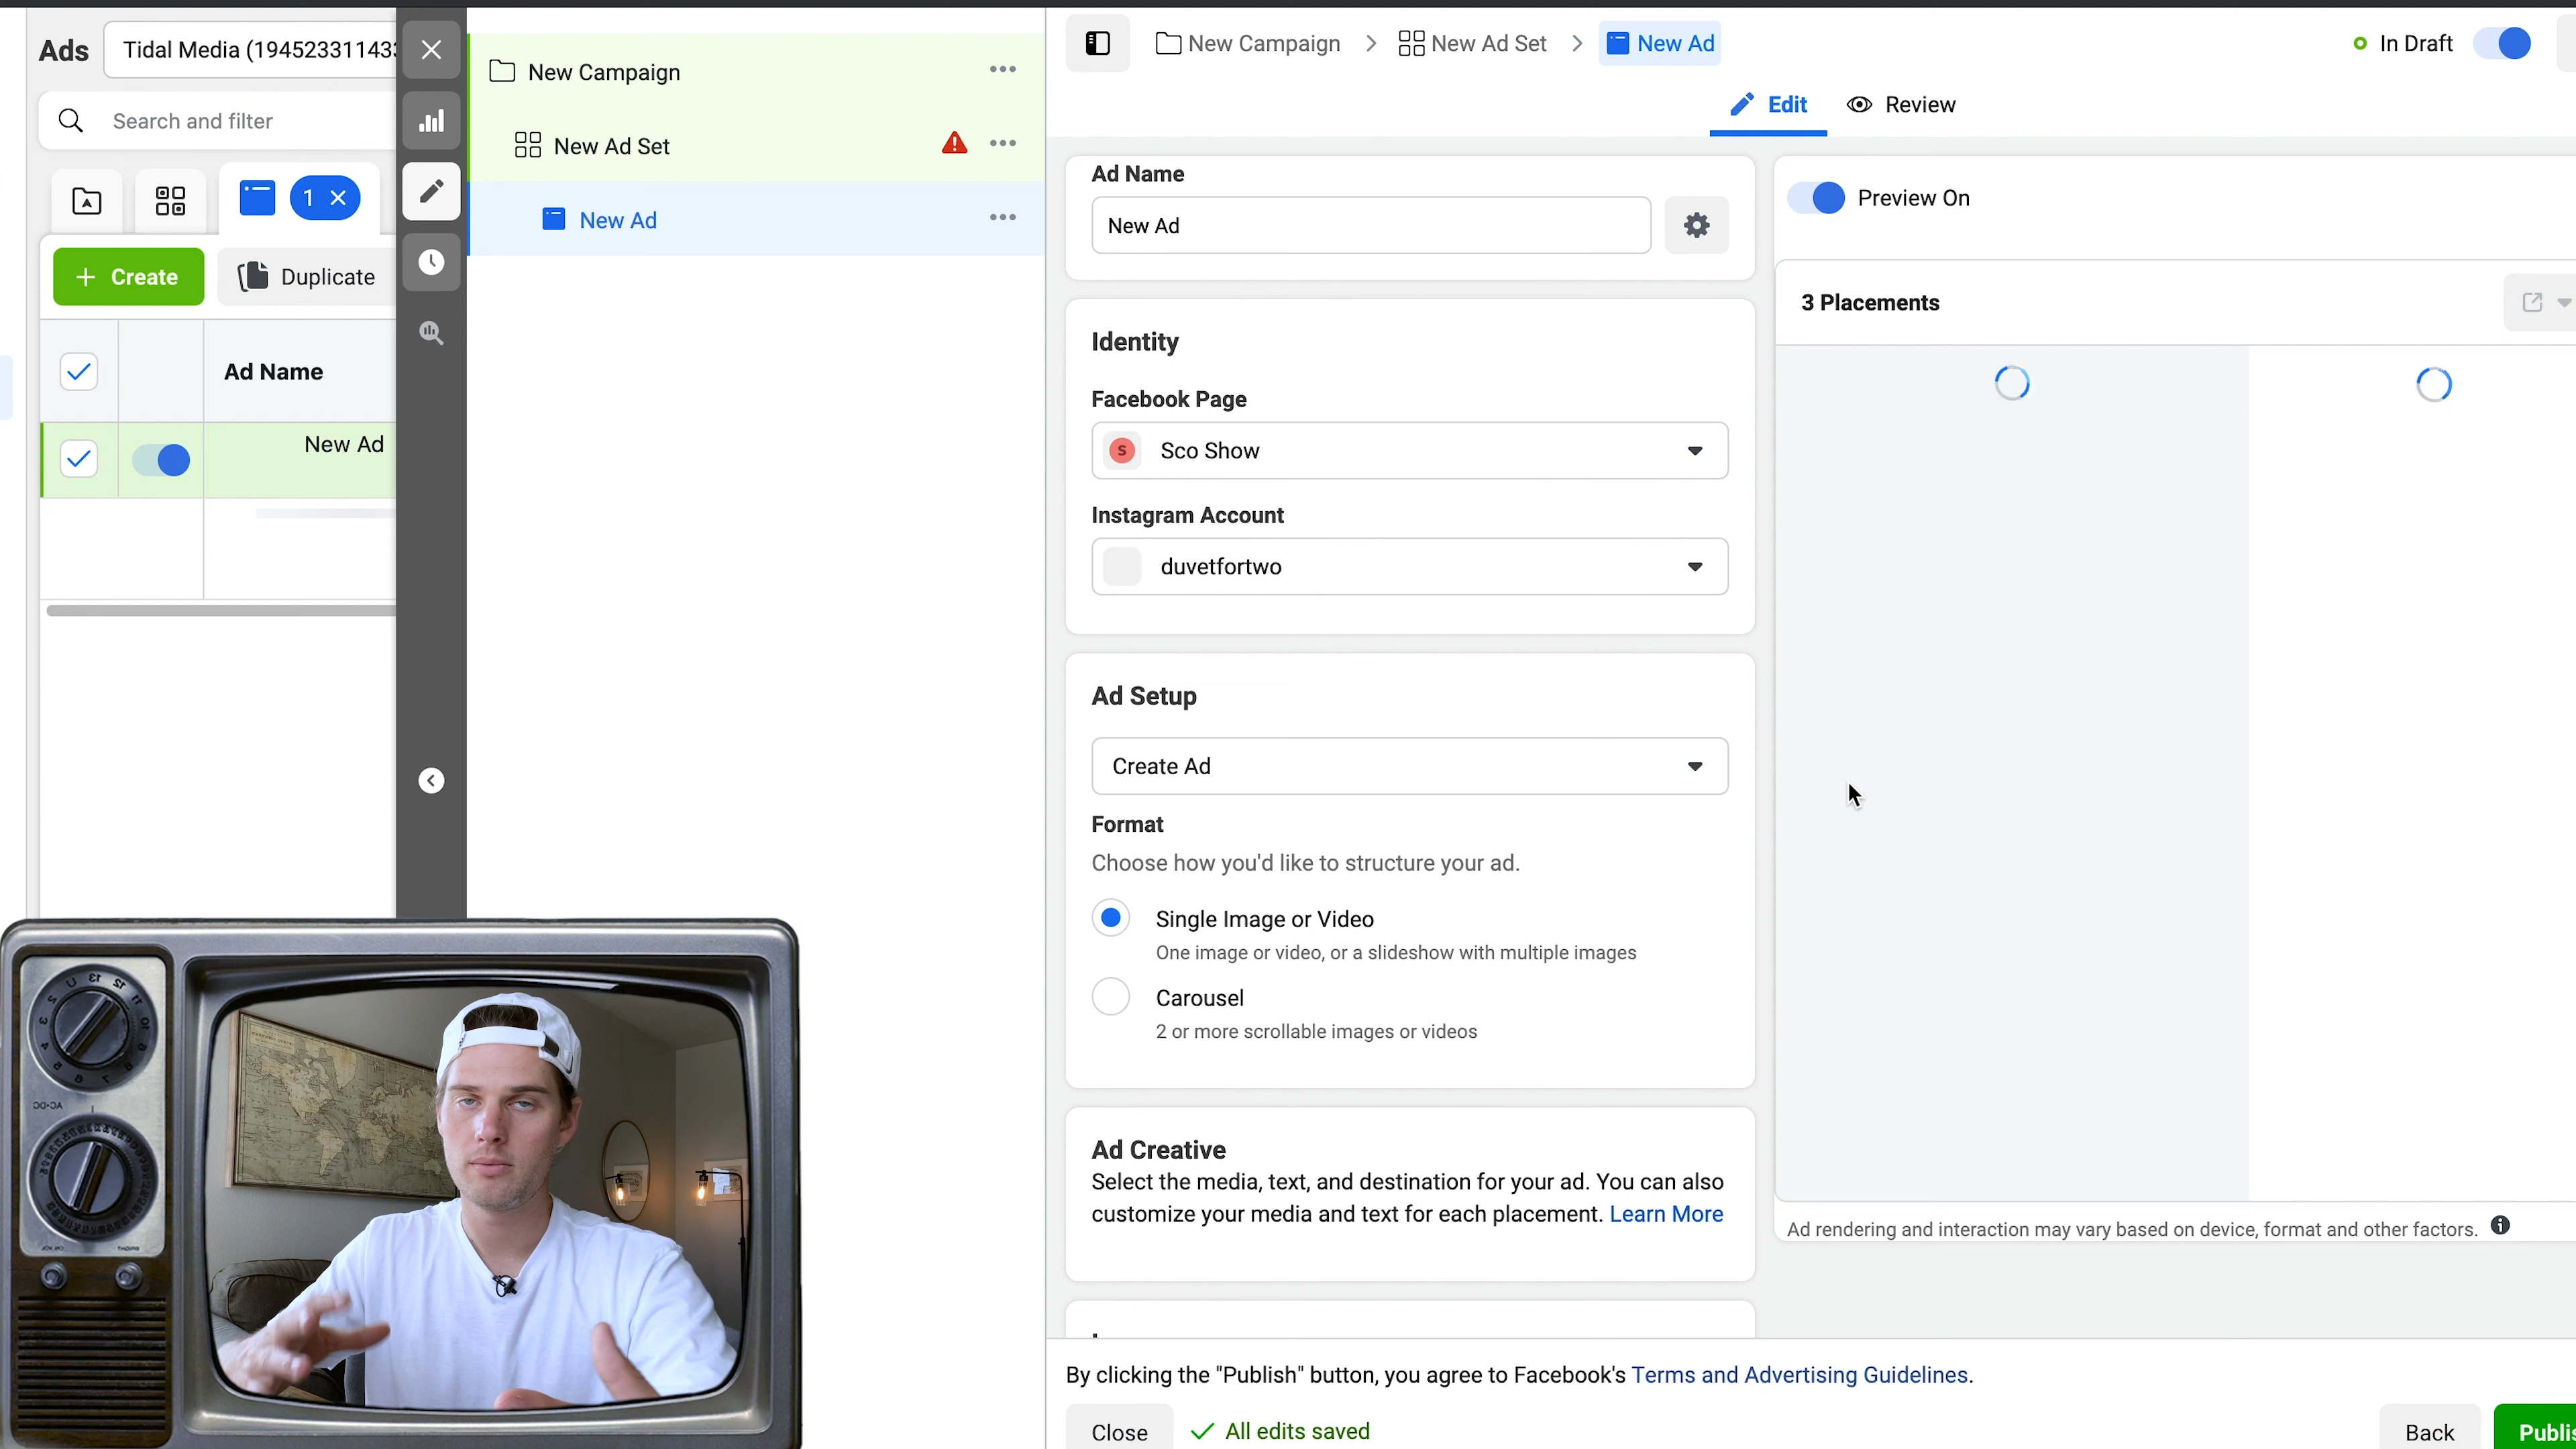 Ads
Tidal Media (1945233114
Search and filter
1
Create
Duplicate
Ad Name
New Ad
New Campaign
New Ad Set
New Ad
New Campaign
New Ad Set
New Ad
In Draft
Edit
Review
Ad Name
New Ad
Identity
Facebook Page
S
Sco Show
Instagram Account
duvetfortwo
Ad Setup
Create Ad
Format
Choose how you'd like to structure your ad.
Single Image or Video
One image or video, or a slideshow with multiple images
Carousel
2 or more scrollable images or videos
Ad Creative
Select the media, text, and destination for your ad. You can also
customize your media and text for each placement. Learn More
Preview On
3 Placements
Ad rendering and interaction may vary based on device, format and other factors.
By clicking the "Publish" button, you agree to Facebook's Terms and Advertising Guidelines.
Close
All edits saved
Back
Publis